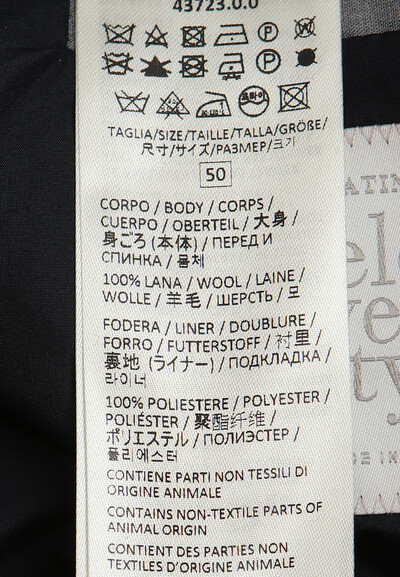 43723.0.0
TAGLIA/SIZE/TAILLE/TALLA/GRÖßE/
尺寸/サイズ/РАЗМЕР/크기
50
CORPO / BODY / CORPS /
CUERPO / OBERTEIL / 大身 /
身ごろ (本体) / ПЕРЕД И
СПИНКА / 몸체
100% LANA / WOOL / LAINE /
WOLLE / 羊毛 / ШЕРСТЬ / 모
FODERA / LINER / DOUBLURE /
FORRO / FUTTERSTOFF / 衬里 /
裏地 (ライナー) / ПОДКЛАДКА /
라이너
100% POLIESTERE / POLYESTER /
POLIÉSTER / 聚酯纤维 /
ポリエステル / ПОЛИЭСТЕР /
폴리에스터
CONTIENE PARTI NON TESSILI DI
ORIGINE ANIMALE
CONTAINS NON-TEXTILE PARTS OF
ANIMAL ORIGIN
CONTIENT DES PARTIES NON
TEXTILES D'ORIGINE ANIMALE